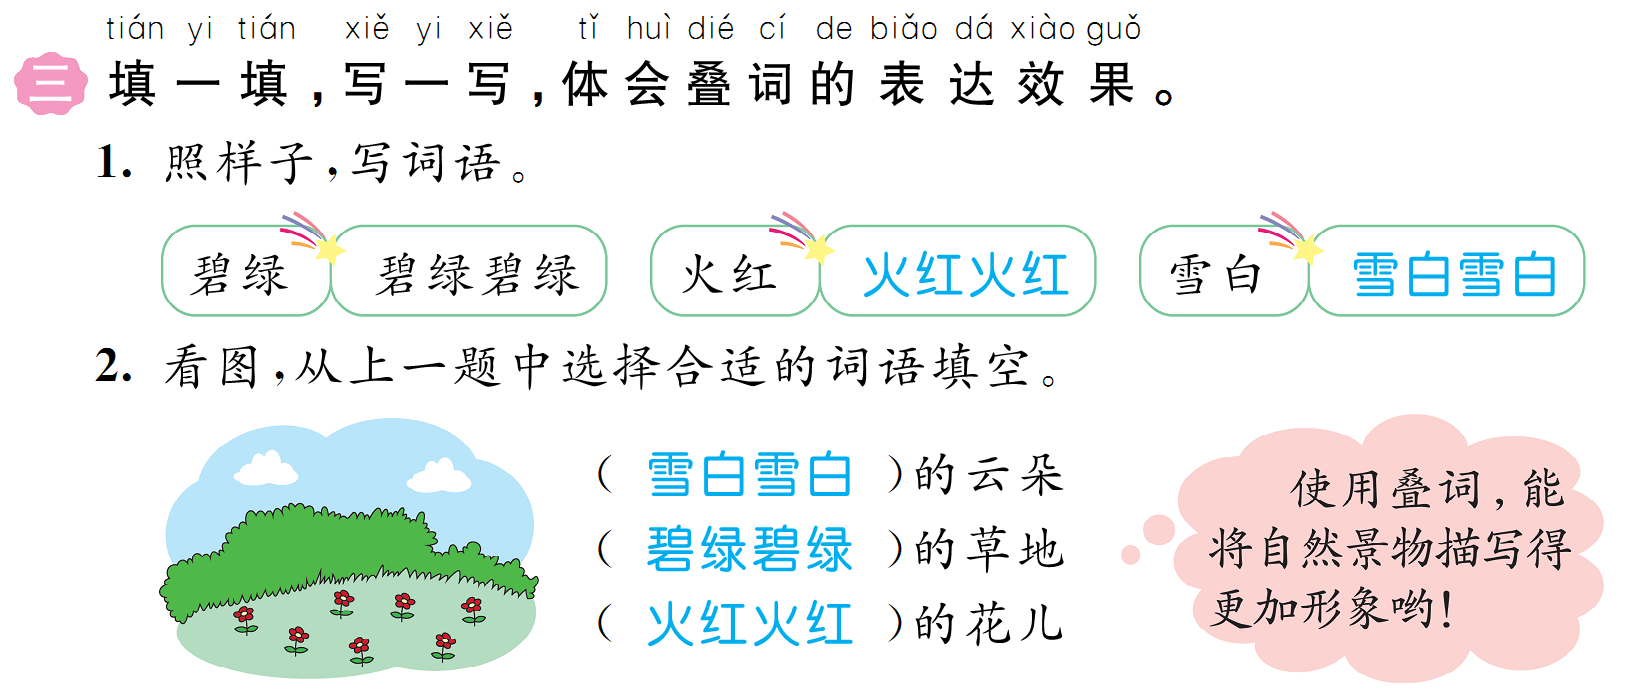 tián yi tián xiě yi xiě tǐ huì dié cí de biǎo dá xiào guǒ
三 填一填，写一写，体会叠词的表达效果。
1. 照样子，写词语。
碧绿 碧绿碧绿 火红 火红火红 雪白 雪白雪白
2. 看图，从上一题中选择合适的词语填空。
（雪白雪白）的云朵
（碧绿碧绿）的草地
（火红火红）的花儿
使用叠词，能
将自然景物描写得
更加形象哟！